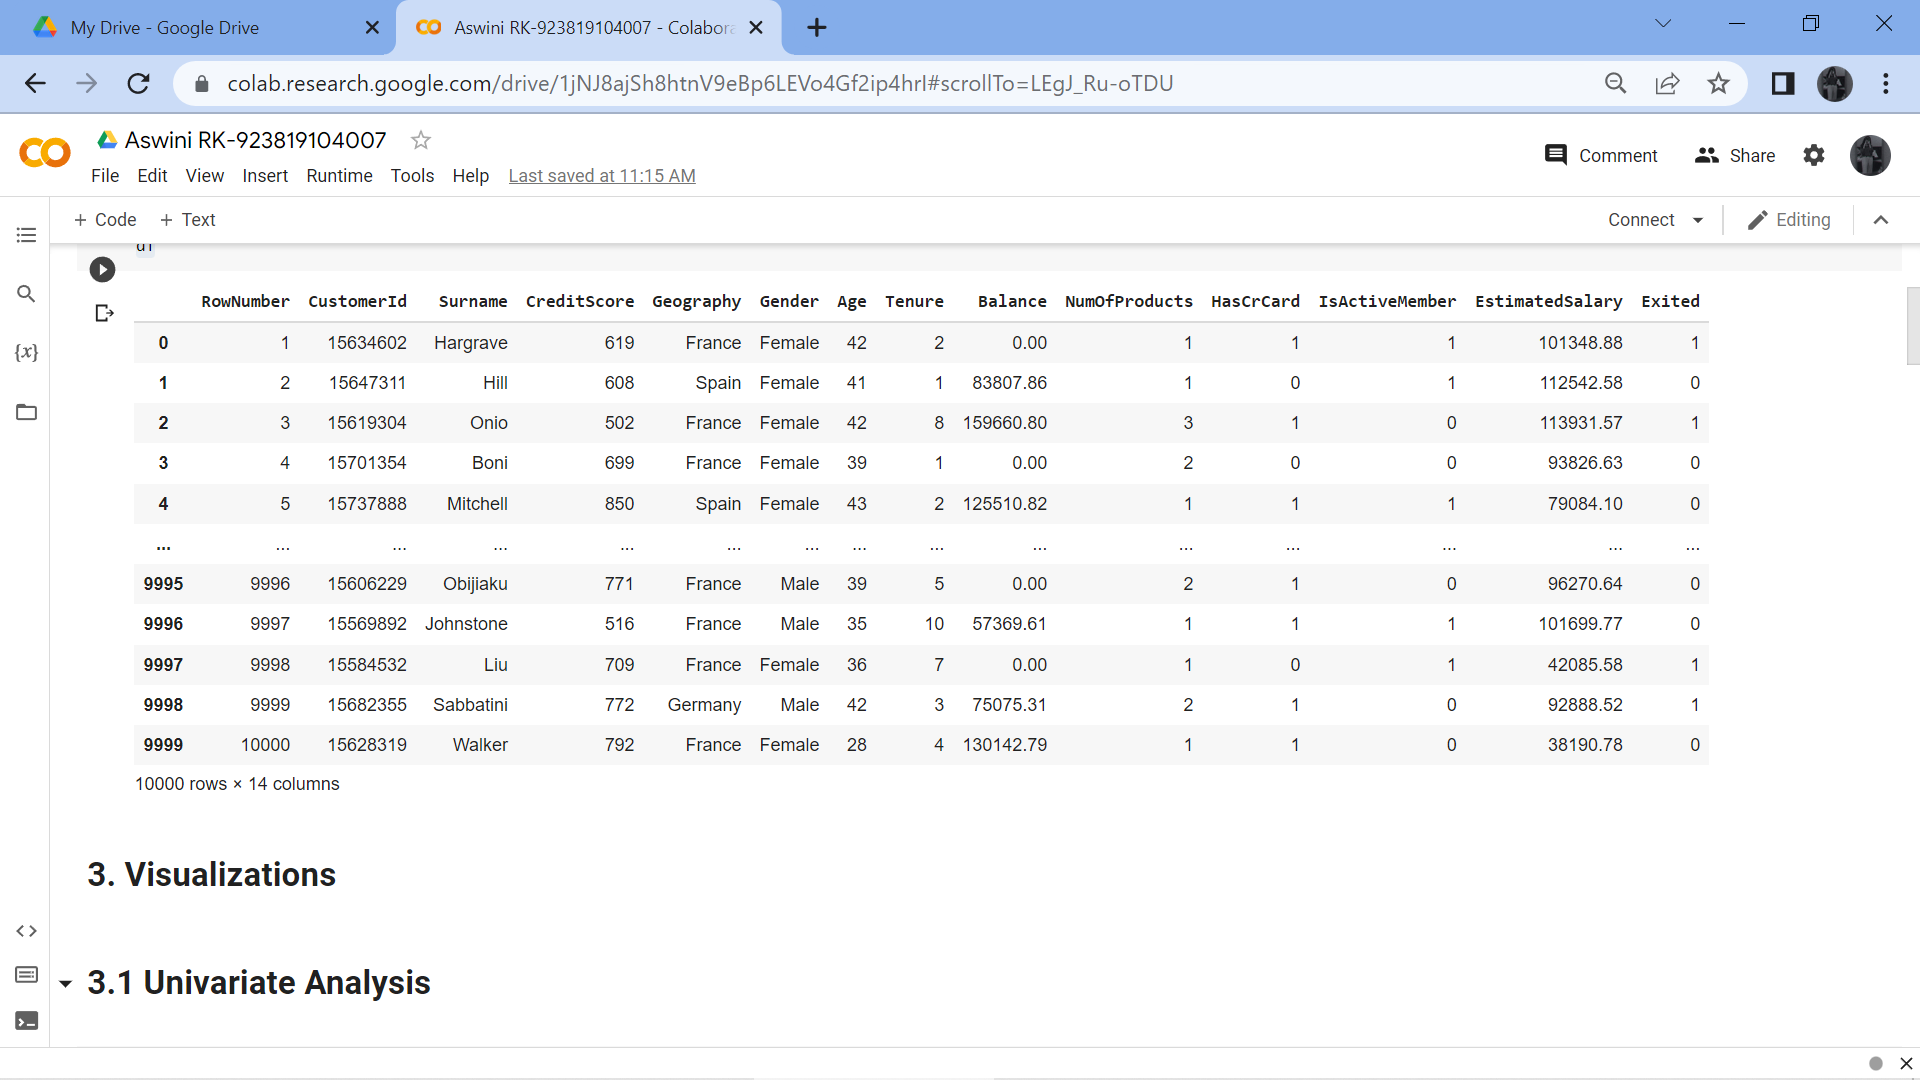 My Drive - Google Drive
Aswini RK-923819104007 - Colabora
colab.research.google.com/drive/1jNJ8ajSh8htnV9eBp6LEVo4Gf2ip4hrI#scrollTo=LEgJ_Ru-oTDU
Aswini RK-923819104007
File Edit View Insert Runtime Tools Help Last saved at 11:15 AM
Comment Share
+ Code + Text
Connect Editing
{x}
RowNumber CustomerId Surname CreditScore Geography Gender Age Tenure Balance NumOfProducts HasCrCard IsActiveMember EstimatedSalary Exited
0 1 15634602 Hargrave 619 France Female 42 2 0.00 1 1 1 101348.88 1
1 2 15647311 Hill 608 Spain Female 41 1 83807.86 1 0 1 112542.58 0
2 3 15619304 Onio 502 France Female 42 8 159660.80 3 1 0 113931.57 1
3 4 15701354 Boni 699 France Female 39 1 0.00 2 0 0 93826.63 0
4 5 15737888 Mitchell 850 Spain Female 43 2 125510.82 1 1 1 79084.10 0
... ... ... ... ... ... ... ... ... ... ... ... ... ... ...
9995 9996 15606229 Obijiaku 771 France Male 39 5 0.00 2 1 0 96270.64 0
9996 9997 15569892 Johnstone 516 France Male 35 10 57369.61 1 1 1 101699.77 0
9997 9998 15584532 Liu 709 France Female 36 7 0.00 1 0 1 42085.58 1
9998 9999 15682355 Sabbatini 772 Germany Male 42 3 75075.31 2 1 0 92888.52 1
9999 10000 15628319 Walker 792 France Female 28 4 130142.79 1 1 0 38190.78 0
10000 rows × 14 columns
3. Visualizations
3.1 Univariate Analysis